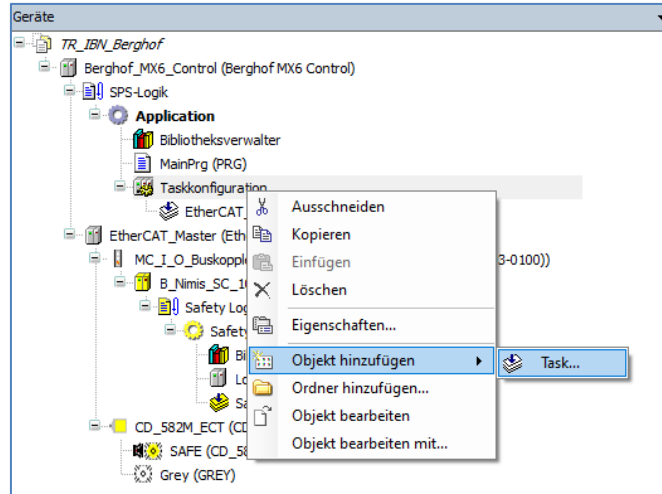 Geräte
TR_IBN_Berghof
Berghof_MX6_Control (Berghof MX6 Control)
SPS-Logik
Application
Bibliotheksverwalter
MainPrg (PRG)
Taskkonfiguration
EtherCAT_
Ausschneiden
EtherCAT_Master (Eth
Kopieren
MC_I_O_Buskopple
Einfügen
3-0100))
B_Nimis_SC_10
Löschen
Safety Log
Eigenschaften...
Safety
Bi
Objekt hinzufügen
Task...
Lo
Ordner hinzufügen...
Sa
Objekt bearbeiten
CD_582M_ECT (CD
Objekt bearbeiten mit...
SAFE (CD_58
Grey (GREY)